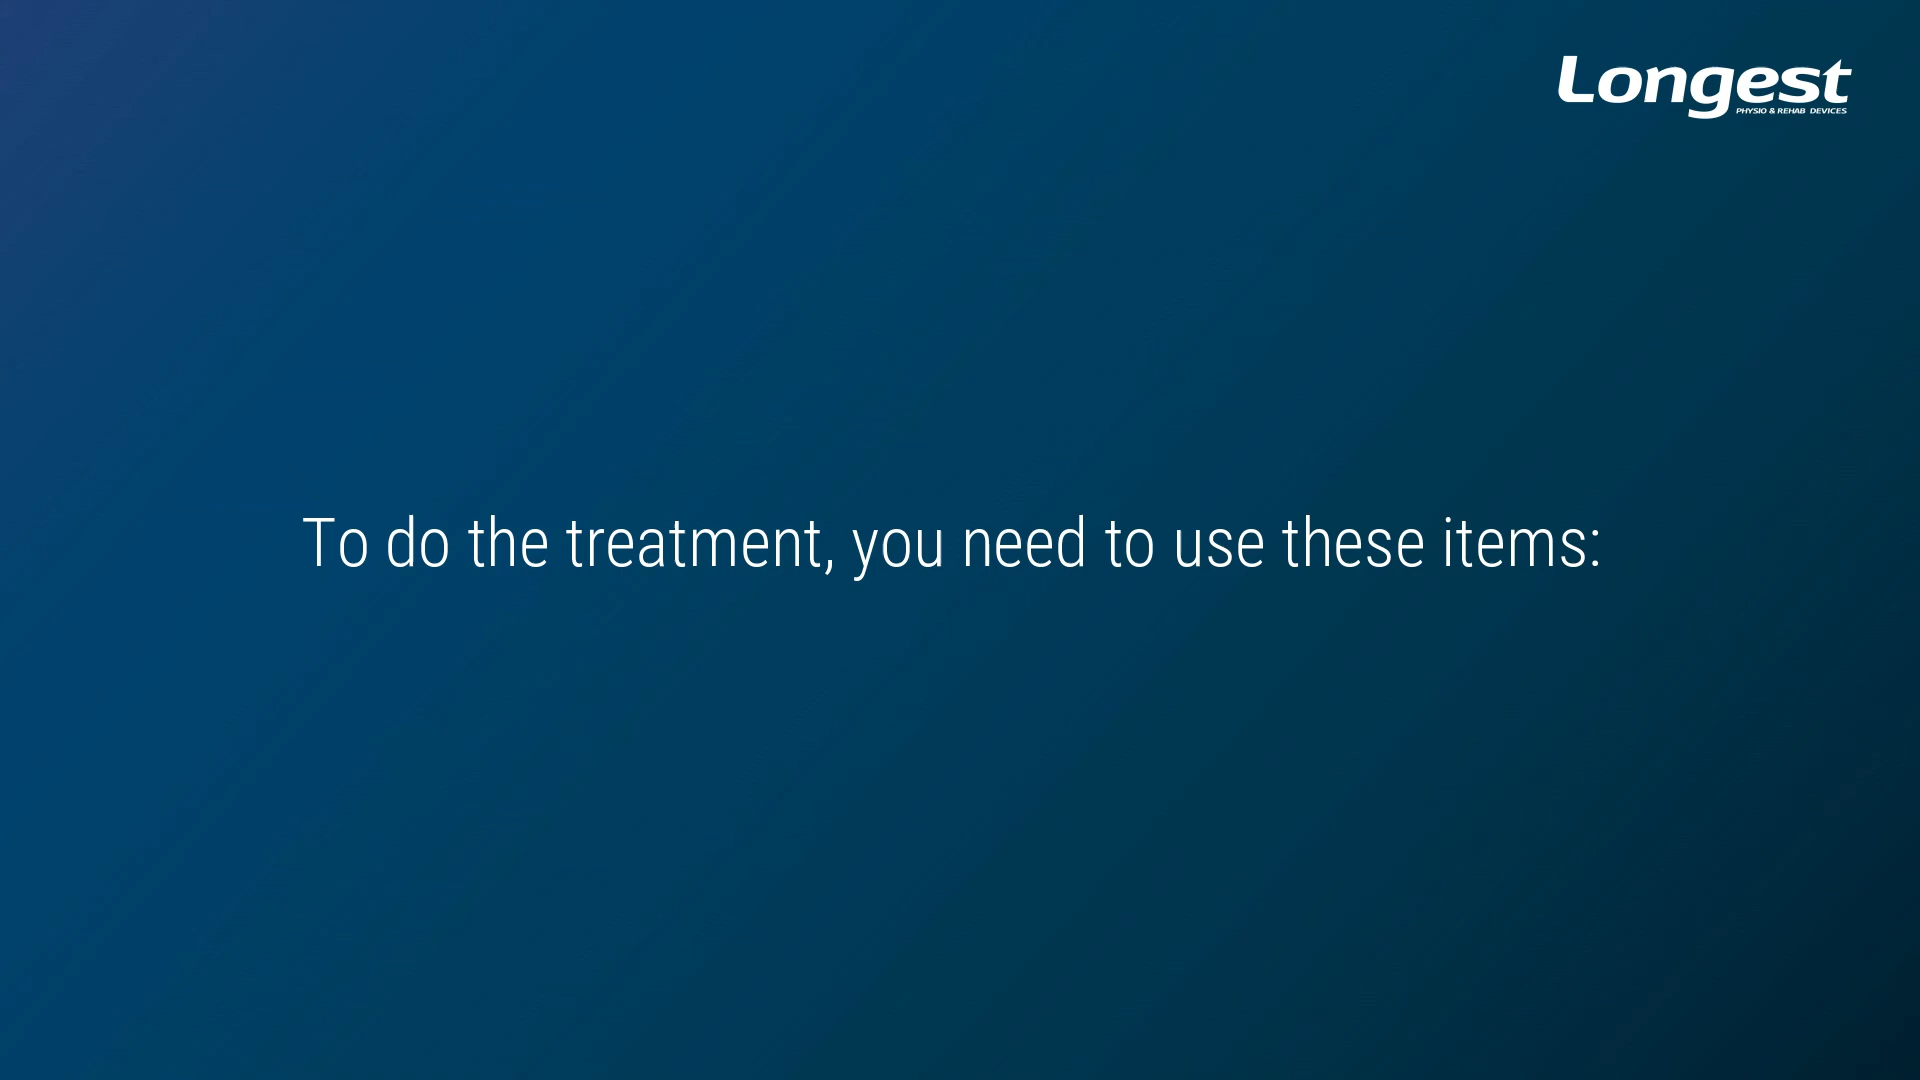 Longest
PHYSIO & REHAB DEVICES
To do the treatment, you need to use these items: